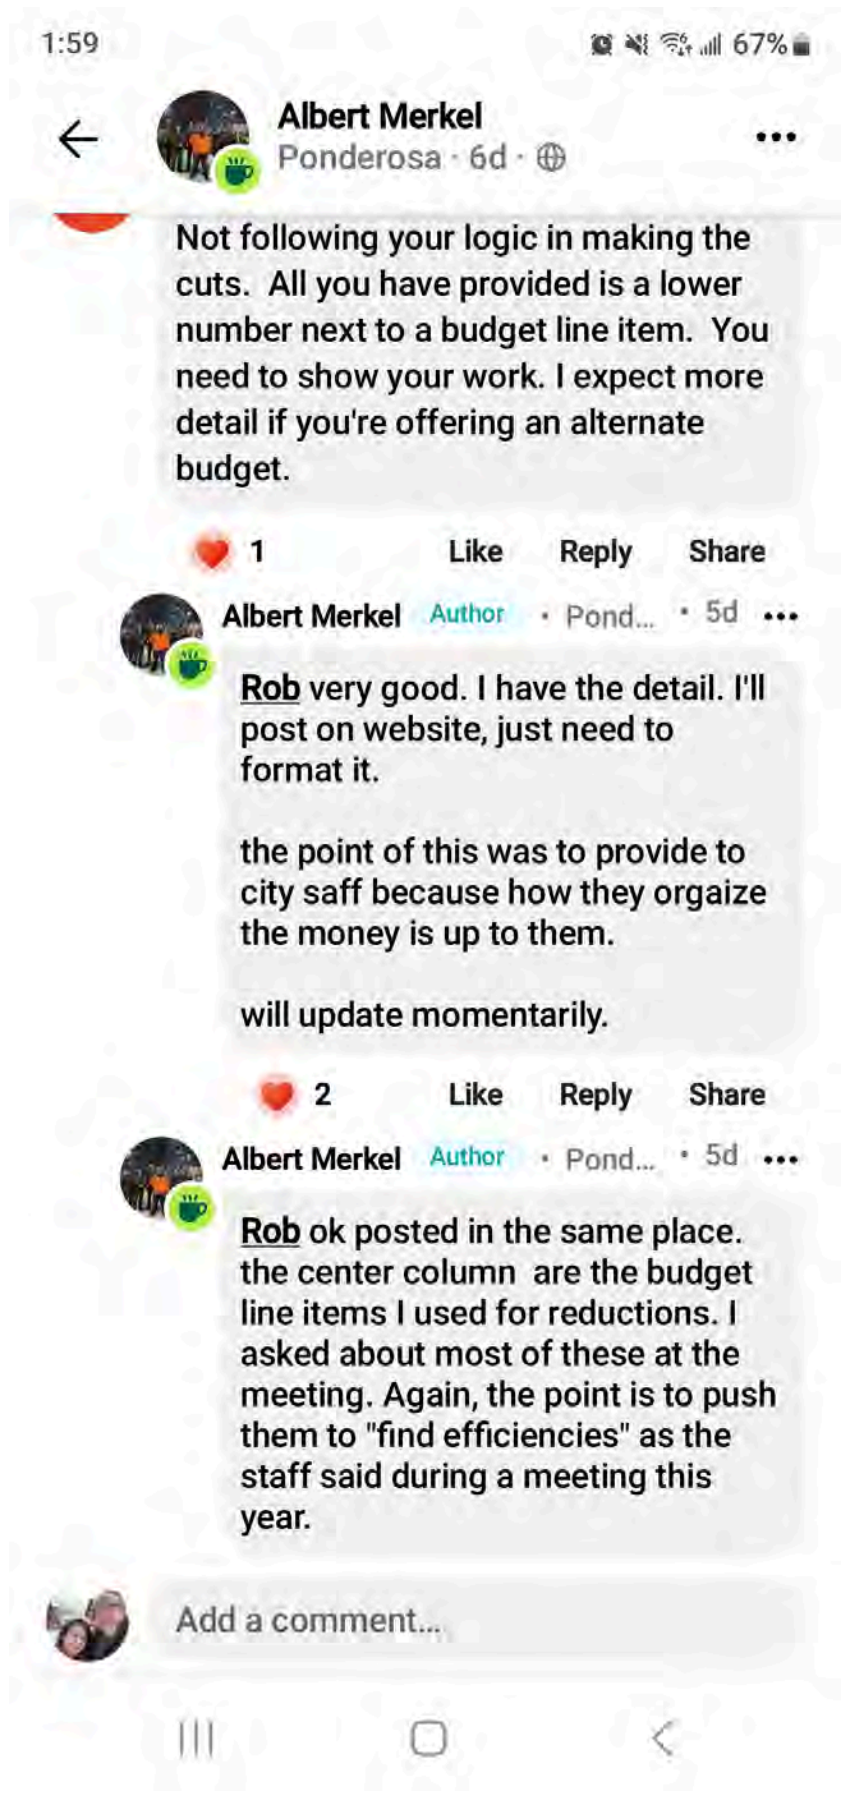 1:59
67%
Albert Merkel
Ponderosa · 6d ·
Not following your logic in making the
cuts.  All you have provided is a lower
number next to a budget line item.  You
need to show your work. I expect more
detail if you're offering an alternate
budget.
1 Like Reply Share
Albert Merkel Author • Pond... • 5d
Rob very good. I have the detail. I'll
post on website, just need to
format it.
the point of this was to provide to
city saff because how they orgaize
the money is up to them.
will update momentarily.
2 Like Reply Share
Albert Merkel Author • Pond... • 5d
Rob ok posted in the same place.
the center column  are the budget
line items I used for reductions. I
asked about most of these at the
meeting. Again, the point is to push
them to "find efficiencies" as the
staff said during a meeting this
year.
Add a comment...